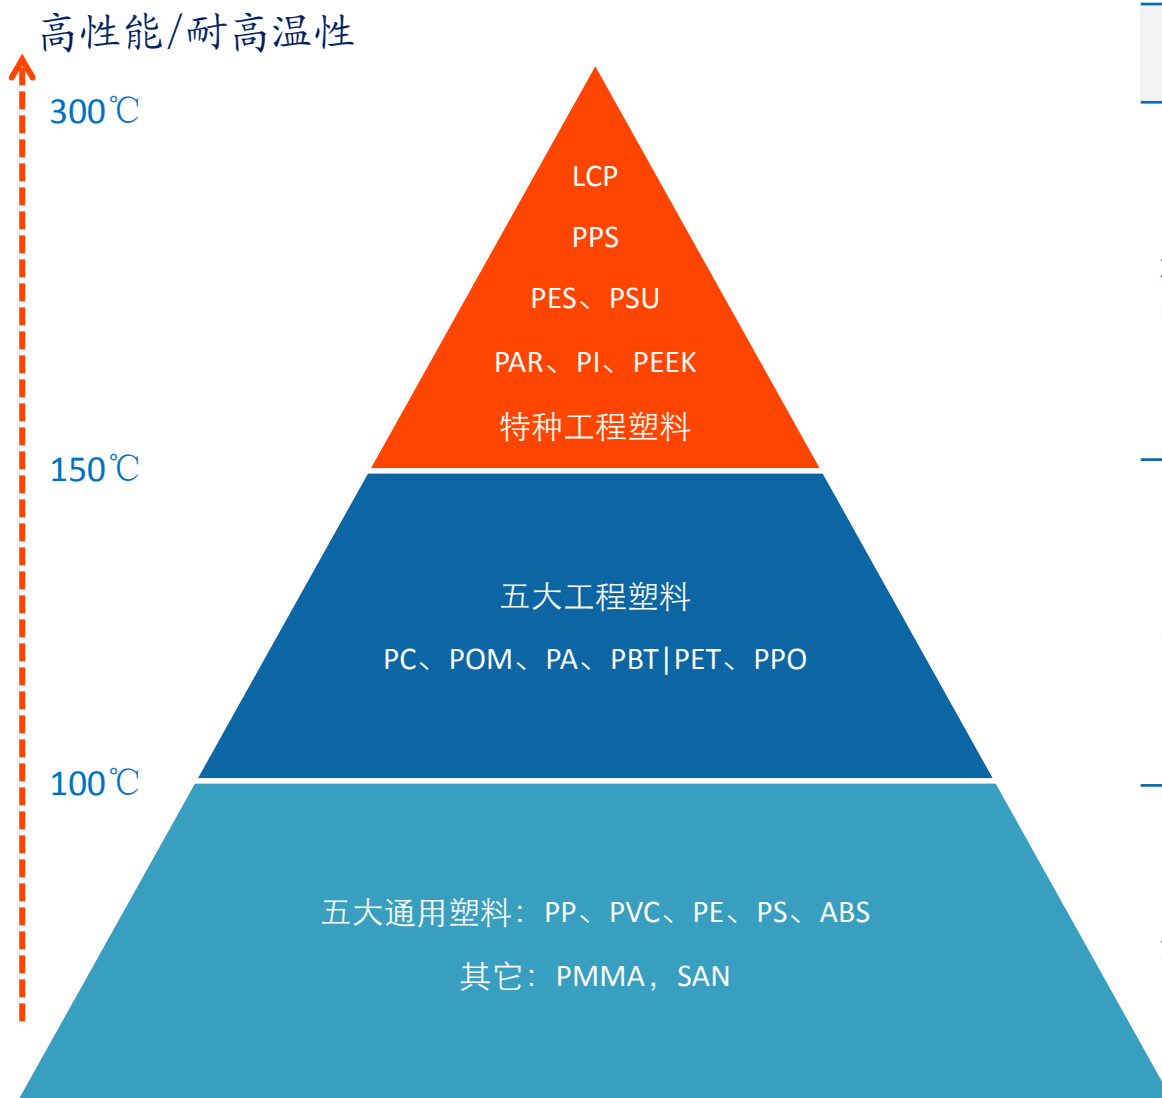 高性能/耐高温性
300℃
LCP
PPS
PES、PSU
PAR、PI、PEEK
特种工程塑料
150℃
五大工程塑料
PC、POM、PA、PBT|PET、PPO
100℃
五大通用塑料：PP、PVC、PE、PS、ABS
其它：PMMA，SAN